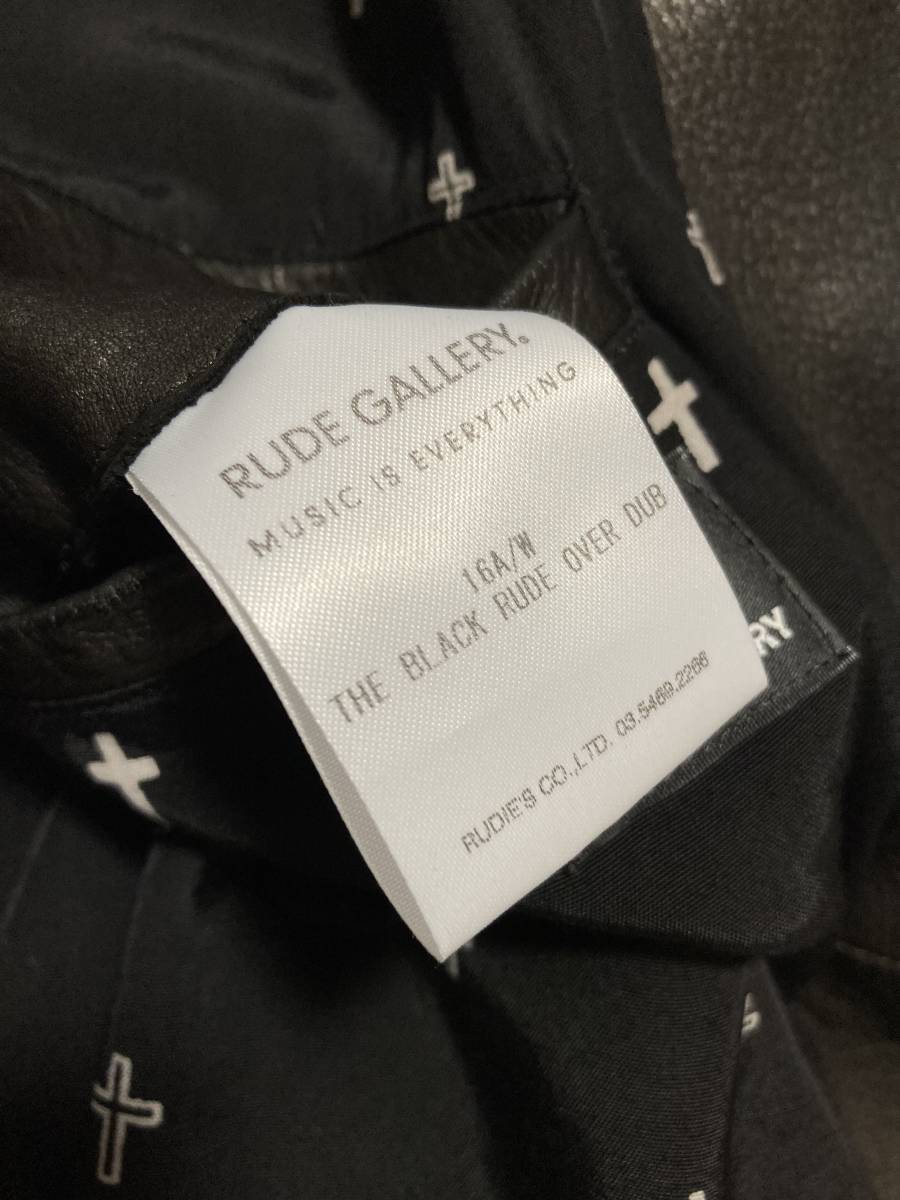 RUDE GALLERY.
MUSIC IS EVERYTHING
16A/W
THE BLACK RUDE OVER DUB
RUDIE'S CO.,LTD. 03.5469.2266
RY